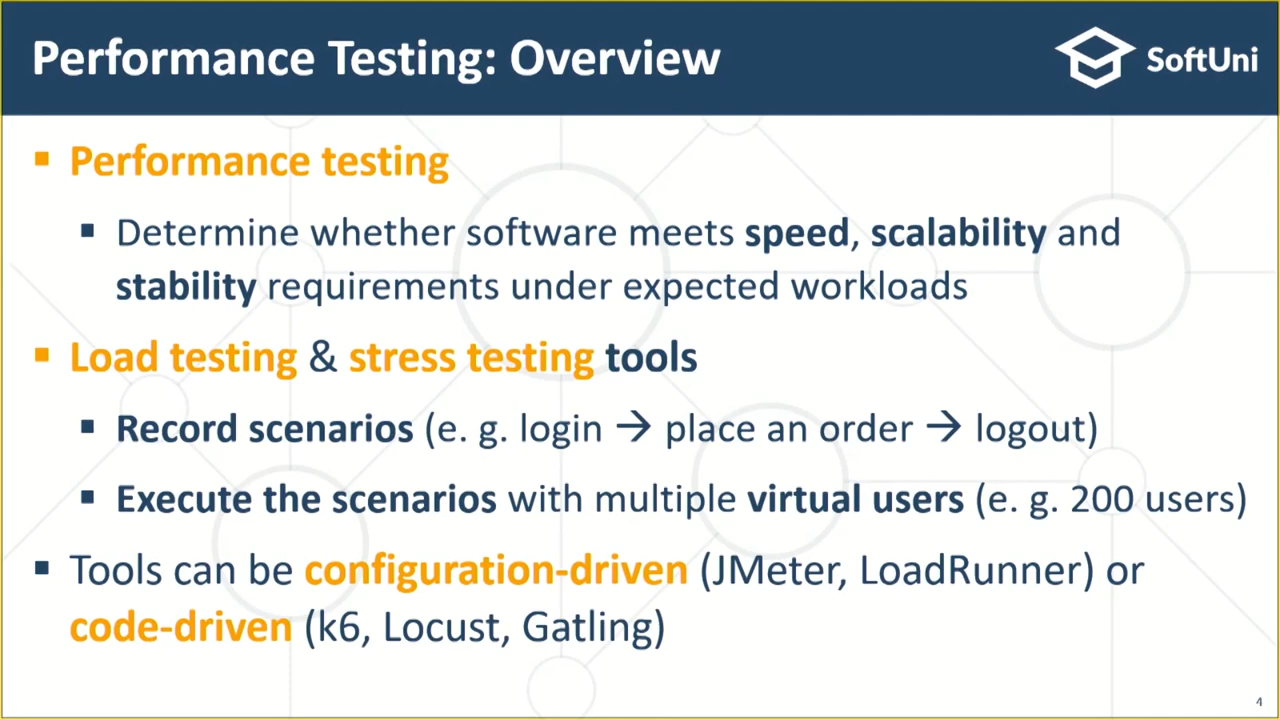 Performance Testing: Overview
SoftUni
▪ Performance testing
▪ Determine whether software meets speed, scalability and
stability requirements under expected workloads
▪ Load testing & stress testing tools
▪ Record scenarios (e. g. login → place an order → logout)
▪ Execute the scenarios with multiple virtual users (e. g. 200 users)
▪ Tools can be configuration-driven (JMeter, LoadRunner) or
code-driven (k6, Locust, Gatling)
4